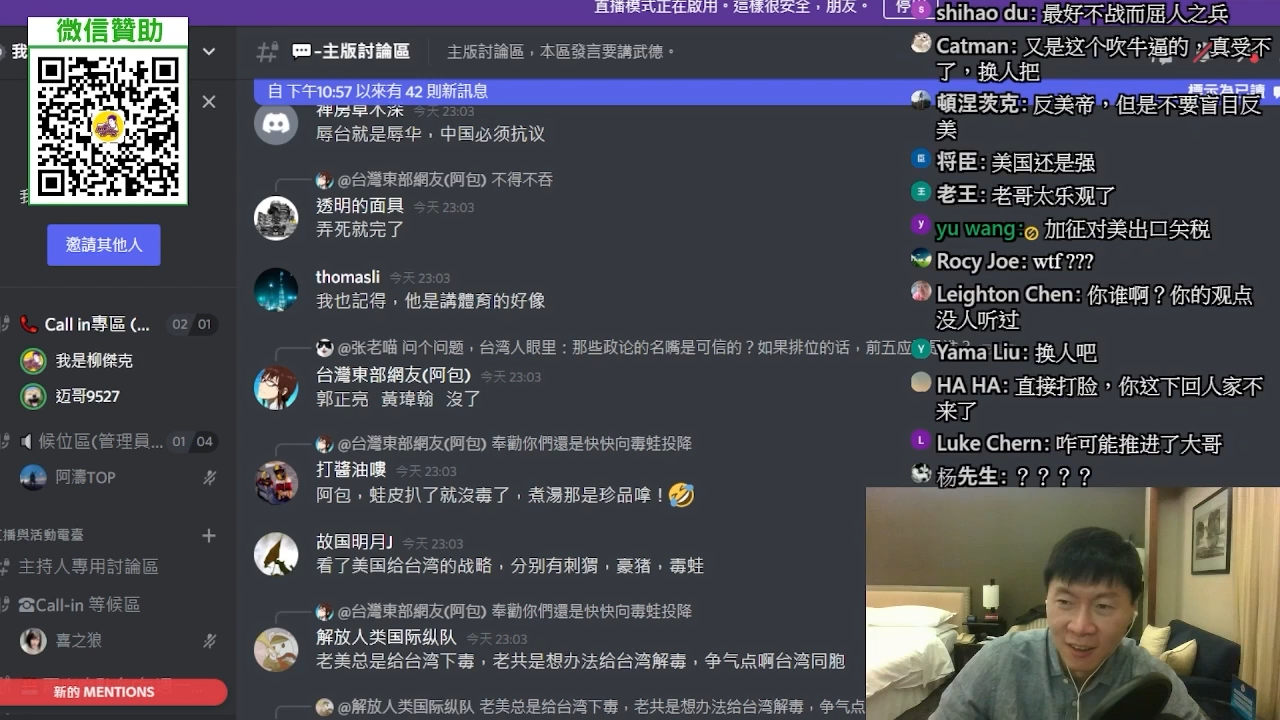 直播模式正在啟用。這樣很安全，朋友。
停
微信贊助
我
💬-主版討論區
主版討論區，本區發言要講武德。
自 下午10:57 以來有 42 則新訊息
標示為已讀
禪房草木深 今天 23:03
辱台就是辱华，中国必须抗议
@台灣東部網友(阿包) 不得不吞
透明的面具 今天 23:03
弄死就完了
thomasli 今天 23:03
我也記得，他是講體育的好像
@张老喵 问个问题，台湾人眼里：那些政论的名嘴是可信的？如果排位的话，前五应
台灣東部網友(阿包) 今天 23:03
郭正亮 黃瑋翰 沒了
@台灣東部網友(阿包) 奉勸你們還是快快向毒蛙投降
打醬油嘍 今天 23:03
阿包，蛙皮扒了就沒毒了，煮湯那是珍品嗱！🤣
故国明月J 今天 23:03
看了美国给台湾的战略，分别有刺猬，豪猪，毒蛙
@台灣東部網友(阿包) 奉勸你們還是快快向毒蛙投降
解放人类国际纵队 今天 23:03
老美总是给台湾下毒，老共是想办法给台湾解毒，争气点啊台湾同胞
@解放人类国际纵队 老美总是给台湾下毒，老共是想办法给台湾解毒，争气点
邀請其他人
📞 Call in專區 (...
02 01
我是柳傑克
迈哥9527
候位區(管理員...
01 04
阿濤TOP
直播與活動電臺
主持人專用討論區
☎Call-in 等候區
喜之狼
新的 MENTIONS
shihao du: 最好不战而屈人之兵
Catman: 又是这个吹牛逼的，真受不
了，换人把
頓涅茨克: 反美帝，但是不要盲目反
美
将臣: 美国还是强
老王: 老哥太乐观了
yu wang: 加征对美出口关税
Rocy Joe: wtf ???
Leighton Chen: 你谁啊？你的观点
没人听过
Yama Liu: 换人吧
HA HA: 直接打脸，你这下回人家不
来了
Luke Chern: 咋可能推进了大哥
杨先生: ？？？？